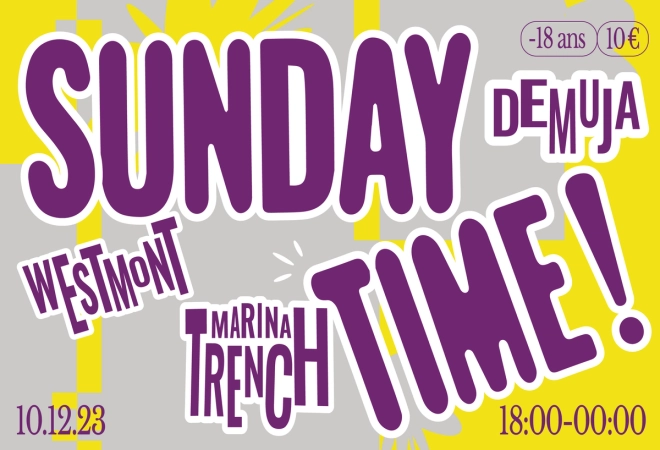 SUNDAY
-18 ans 10€
DEMUJA
WESTMONT
TIME!
MARINA
TRENCH
10.12.23
18:00-00:00